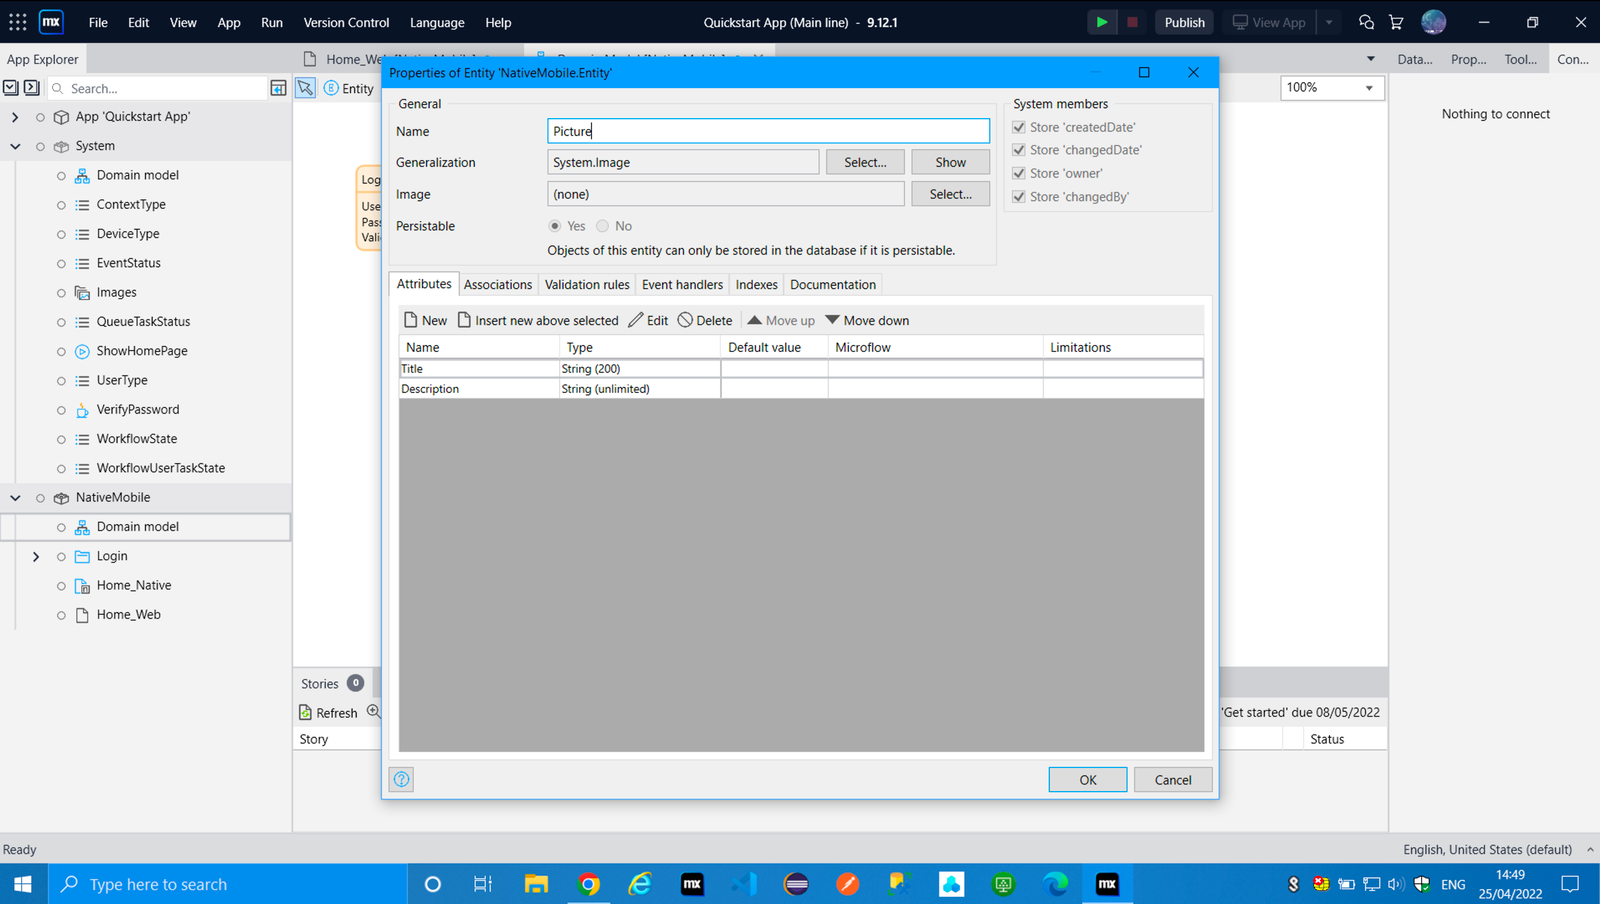 mx File Edit View App Run Version Control Language Help
Quickstart App (Main line) - 9.12.1
Publish View App
App Explorer
Data... Prop... Tool... Con...
Search...
Entity
100%
Nothing to connect
App 'Quickstart App'
System
Domain model
ContextType
DeviceType
EventStatus
Images
QueueTaskStatus
ShowHomePage
UserType
VerifyPassword
WorkflowState
WorkflowUserTaskState
NativeMobile
Domain model
Login
Home_Native
Home_Web
Properties of Entity 'NativeMobile.Entity'
General
Name Picture
Generalization System.Image Select... Show
Image (none) Select...
Persistable Yes No
Objects of this entity can only be stored in the database if it is persistable.
System members
Store 'createdDate'
Store 'changedDate'
Store 'owner'
Store 'changedBy'
Attributes Associations Validation rules Event handlers Indexes Documentation
New Insert new above selected Edit Delete Move up Move down
Name Type Default value Microflow Limitations
Title String (200)
Description String (unlimited)
OK Cancel
Stories 0
Refresh
'Get started' due 08/05/2022
Story Status
Ready
English, United States (default)
Type here to search
mx mx
ENG
14:49
25/04/2022